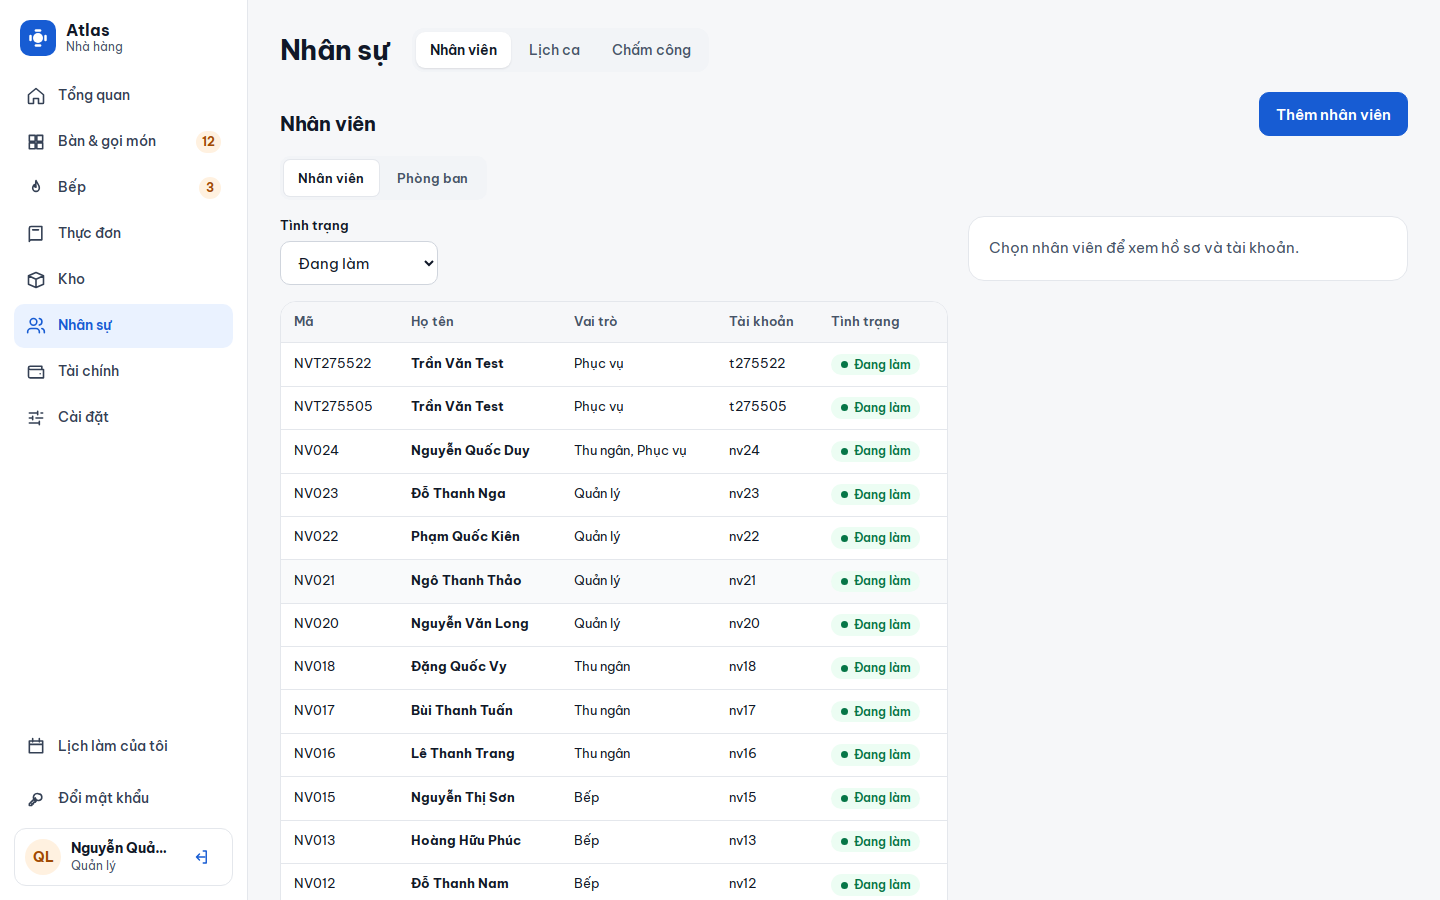 Atlas
Nhà hàng
Tổng quan
Bàn & gọi món 12
Bếp 3
Thực đơn
Kho
Nhân sự
Tài chính
Cài đặt
Lịch làm của tôi
Đổi mật khẩu
QL Nguyễn Quả...
Quản lý
Nhân sự Nhân viên Lịch ca Chấm công
Nhân viên Thêm nhân viên
Nhân viên Phòng ban
Tình trạng
Đang làm
Chọn nhân viên để xem hồ sơ và tài khoản.
Mã Họ tên Vai trò Tài khoản Tình trạng
NVT275522 Trần Văn Test Phục vụ t275522 Đang làm
NVT275505 Trần Văn Test Phục vụ t275505 Đang làm
NV024 Nguyễn Quốc Duy Thu ngân, Phục vụ nv24 Đang làm
NV023 Đỗ Thanh Nga Quản lý nv23 Đang làm
NV022 Phạm Quốc Kiên Quản lý nv22 Đang làm
NV021 Ngô Thanh Thảo Quản lý nv21 Đang làm
NV020 Nguyễn Văn Long Quản lý nv20 Đang làm
NV018 Đặng Quốc Vy Thu ngân nv18 Đang làm
NV017 Bùi Thanh Tuấn Thu ngân nv17 Đang làm
NV016 Lê Thanh Trang Thu ngân nv16 Đang làm
NV015 Nguyễn Thị Sơn Bếp nv15 Đang làm
NV013 Hoàng Hữu Phúc Bếp nv13 Đang làm
NV012 Đỗ Thanh Nam Bếp nv12 Đang làm